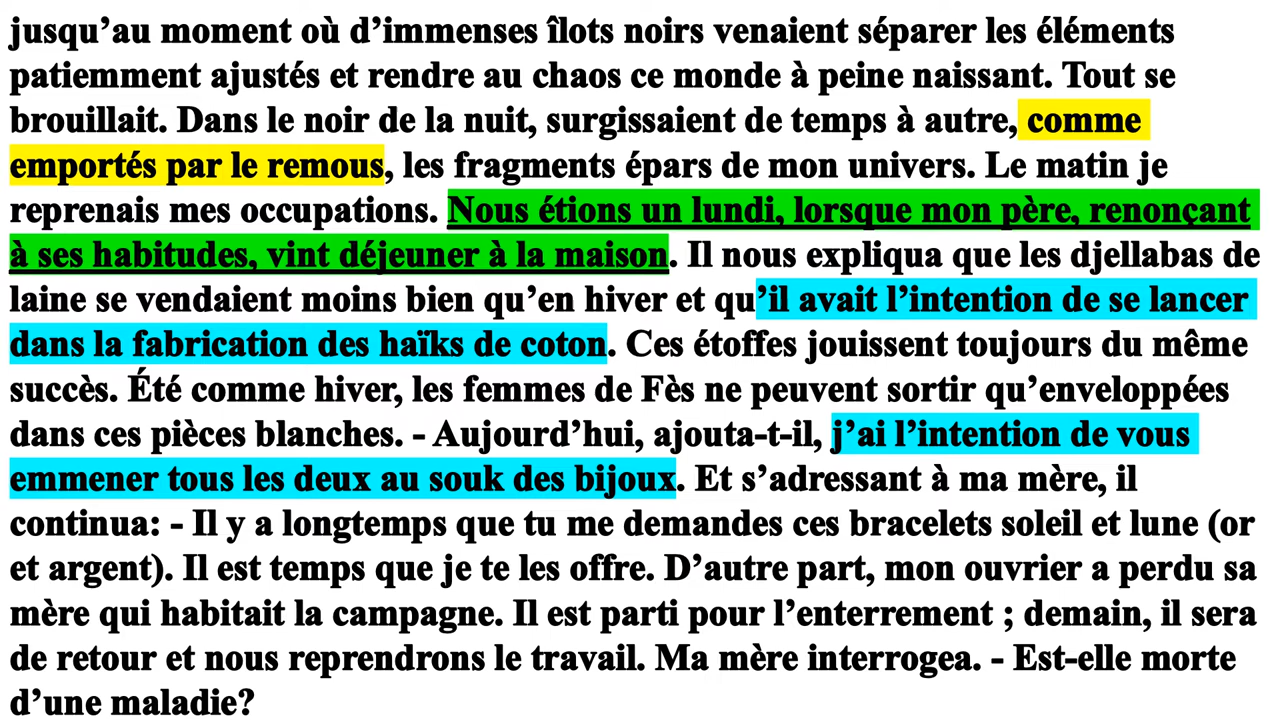 jusqu’au moment où d’immenses îlots noirs venaient séparer les éléments
patiemment ajustés et rendre au chaos ce monde à peine naissant. Tout se
brouillait. Dans le noir de la nuit, surgissaient de temps à autre, comme
emportés par le remous, les fragments épars de mon univers. Le matin je
reprenais mes occupations. Nous étions un lundi, lorsque mon père, renonçant
à ses habitudes, vint déjeuner à la maison. Il nous expliqua que les djellabas de
laine se vendaient moins bien qu’en hiver et qu’il avait l’intention de se lancer
dans la fabrication des haïks de coton. Ces étoffes jouissent toujours du même
succès. Été comme hiver, les femmes de Fès ne peuvent sortir qu’enveloppées
dans ces pièces blanches. - Aujourd’hui, ajouta-t-il, j’ai l’intention de vous
emmener tous les deux au souk des bijoux. Et s’adressant à ma mère, il
continua: - Il y a longtemps que tu me demandes ces bracelets soleil et lune (or
et argent). Il est temps que je te les offre. D’autre part, mon ouvrier a perdu sa
mère qui habitait la campagne. Il est parti pour l’enterrement ; demain, il sera
de retour et nous reprendrons le travail. Ma mère interrogea. - Est-elle morte
d’une maladie?